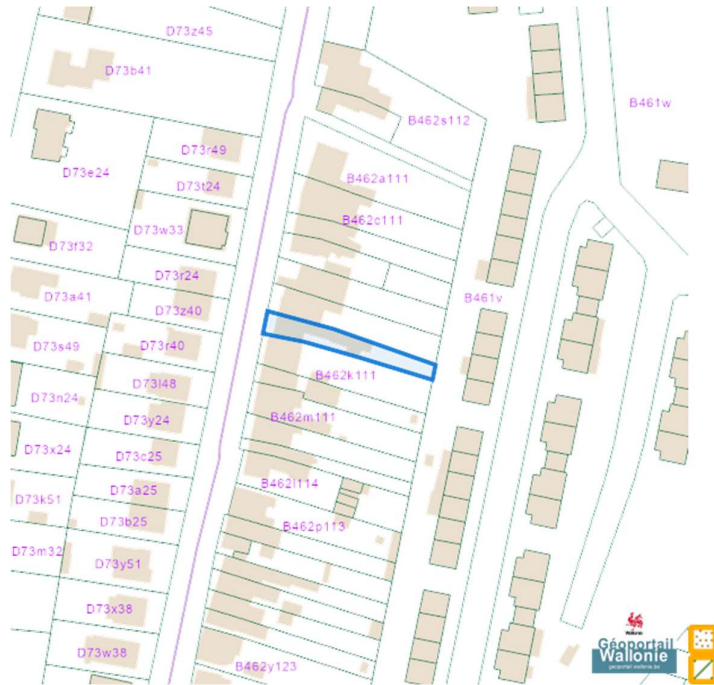 D73z45
D73b41
B461w
B462s112
D73r49
D73e24
B462a111
D73t24
B462c111
D73w33
D73f32
D73r24
D73a41
B461v
D73z40
D73s49
D73r40
B462k111
D73l48
D73n24
B462m111
D73y24
D73x24
D73c25
B462l114
D73a25
D73k51
D73b25
B462p113
D73m32
D73y51
D73x38
Wallonie
Géoportail
Wallonie
geoportail.wallonie.be
D73w38
B462y123